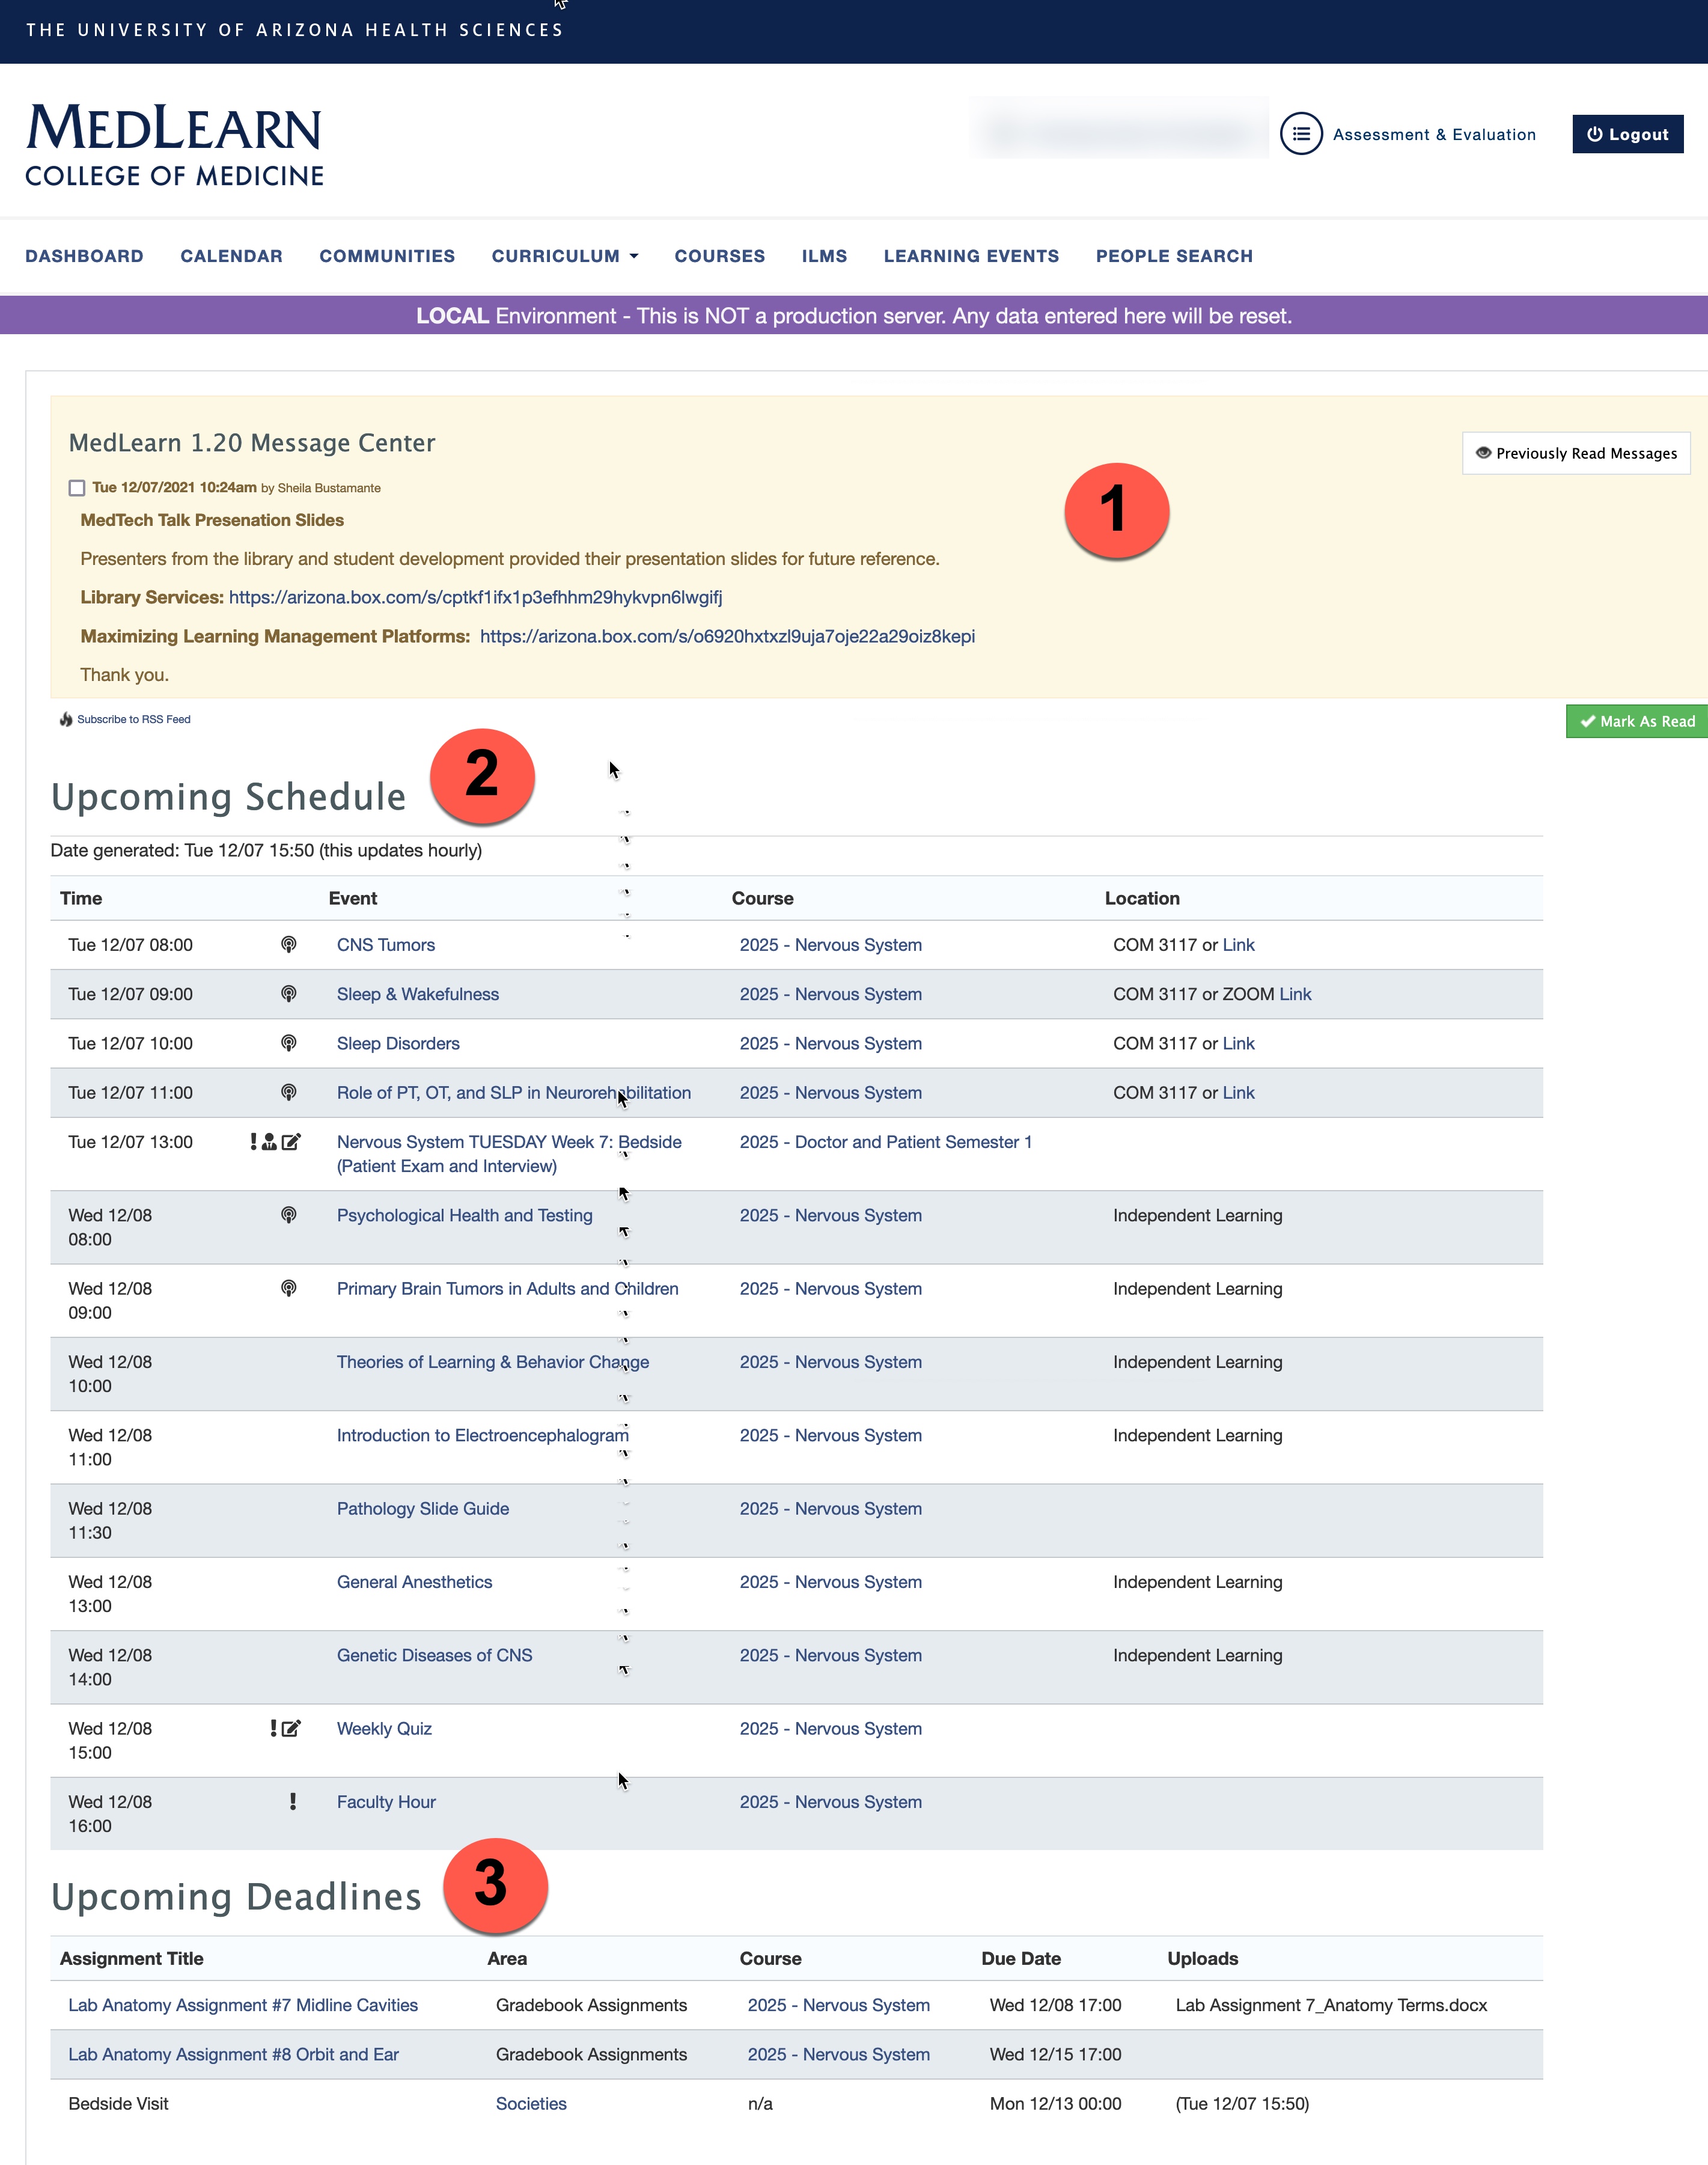 THE UNIVERSITY OF ARIZONA HEALTH SCIENCES
MEDLEARN
COLLEGE OF MEDICINE
Assessment & Evaluation
Logout
DASHBOARD CALENDAR COMMUNITIES CURRICULUM COURSES ILMS LEARNING EVENTS PEOPLE SEARCH
LOCAL Environment - This is NOT a production server. Any data entered here will be reset.
MedLearn 1.20 Message Center
Previously Read Messages
Tue 12/07/2021 10:24am by Sheila Bustamante
1
MedTech Talk Presenation Slides
Presenters from the library and student development provided their presentation slides for future reference.
Library Services: https://arizona.box.com/s/cptkf1ifx1p3efhhm29hykvpn6lwgifj
Maximizing Learning Management Platforms: https://arizona.box.com/s/o6920hxtxzl9uja7oje22a29oiz8kepi
Thank you.
Subscribe to RSS Feed
Mark As Read
Upcoming Schedule 2
Date generated: Tue 12/07 15:50 (this updates hourly)
Time Event Course Location
Tue 12/07 08:00 CNS Tumors 2025 - Nervous System COM 3117 or Link
Tue 12/07 09:00 Sleep & Wakefulness 2025 - Nervous System COM 3117 or ZOOM Link
Tue 12/07 10:00 Sleep Disorders 2025 - Nervous System COM 3117 or Link
Tue 12/07 11:00 Role of PT, OT, and SLP in Neurorehabilitation 2025 - Nervous System COM 3117 or Link
Tue 12/07 13:00 ! Nervous System TUESDAY Week 7: Bedside 2025 - Doctor and Patient Semester 1
(Patient Exam and Interview)
Wed 12/08 Psychological Health and Testing 2025 - Nervous System Independent Learning
08:00
Wed 12/08 Primary Brain Tumors in Adults and Children 2025 - Nervous System Independent Learning
09:00
Wed 12/08 Theories of Learning & Behavior Change 2025 - Nervous System Independent Learning
10:00
Wed 12/08 Introduction to Electroencephalogram 2025 - Nervous System Independent Learning
11:00
Wed 12/08 Pathology Slide Guide 2025 - Nervous System
11:30
Wed 12/08 General Anesthetics 2025 - Nervous System Independent Learning
13:00
Wed 12/08 Genetic Diseases of CNS 2025 - Nervous System Independent Learning
14:00
Wed 12/08 ! Weekly Quiz 2025 - Nervous System
15:00
Wed 12/08 ! Faculty Hour 2025 - Nervous System
16:00
Upcoming Deadlines 3
Assignment Title Area Course Due Date Uploads
Lab Anatomy Assignment #7 Midline Cavities Gradebook Assignments 2025 - Nervous System Wed 12/08 17:00 Lab Assignment 7_Anatomy Terms.docx
Lab Anatomy Assignment #8 Orbit and Ear Gradebook Assignments 2025 - Nervous System Wed 12/15 17:00
Bedside Visit Societies n/a Mon 12/13 00:00 (Tue 12/07 15:50)